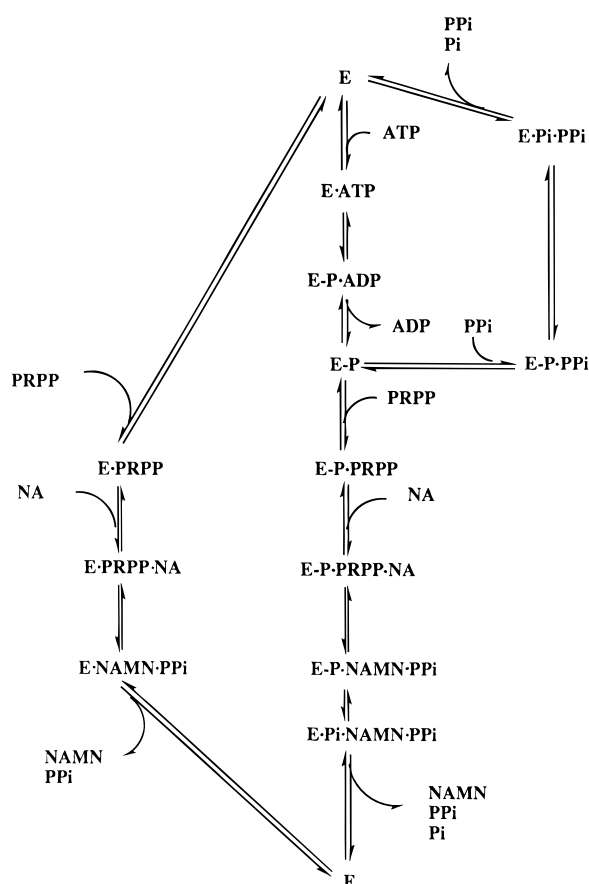 PPi
Pi
E
ATP
E·Pi·PPi
E·ATP
E-P·ADP
ADP
PPi
E-P
E-P·PPi
PRPP
PRPP
E·PRPP
E-P·PRPP
NA
NA
E·PRPP·NA
E-P·PRPP·NA
E·NAMN·PPi
E-P·NAMN·PPi
E·Pi·NAMN·PPi
NAMN
PPi
NAMN
PPi
Pi
E